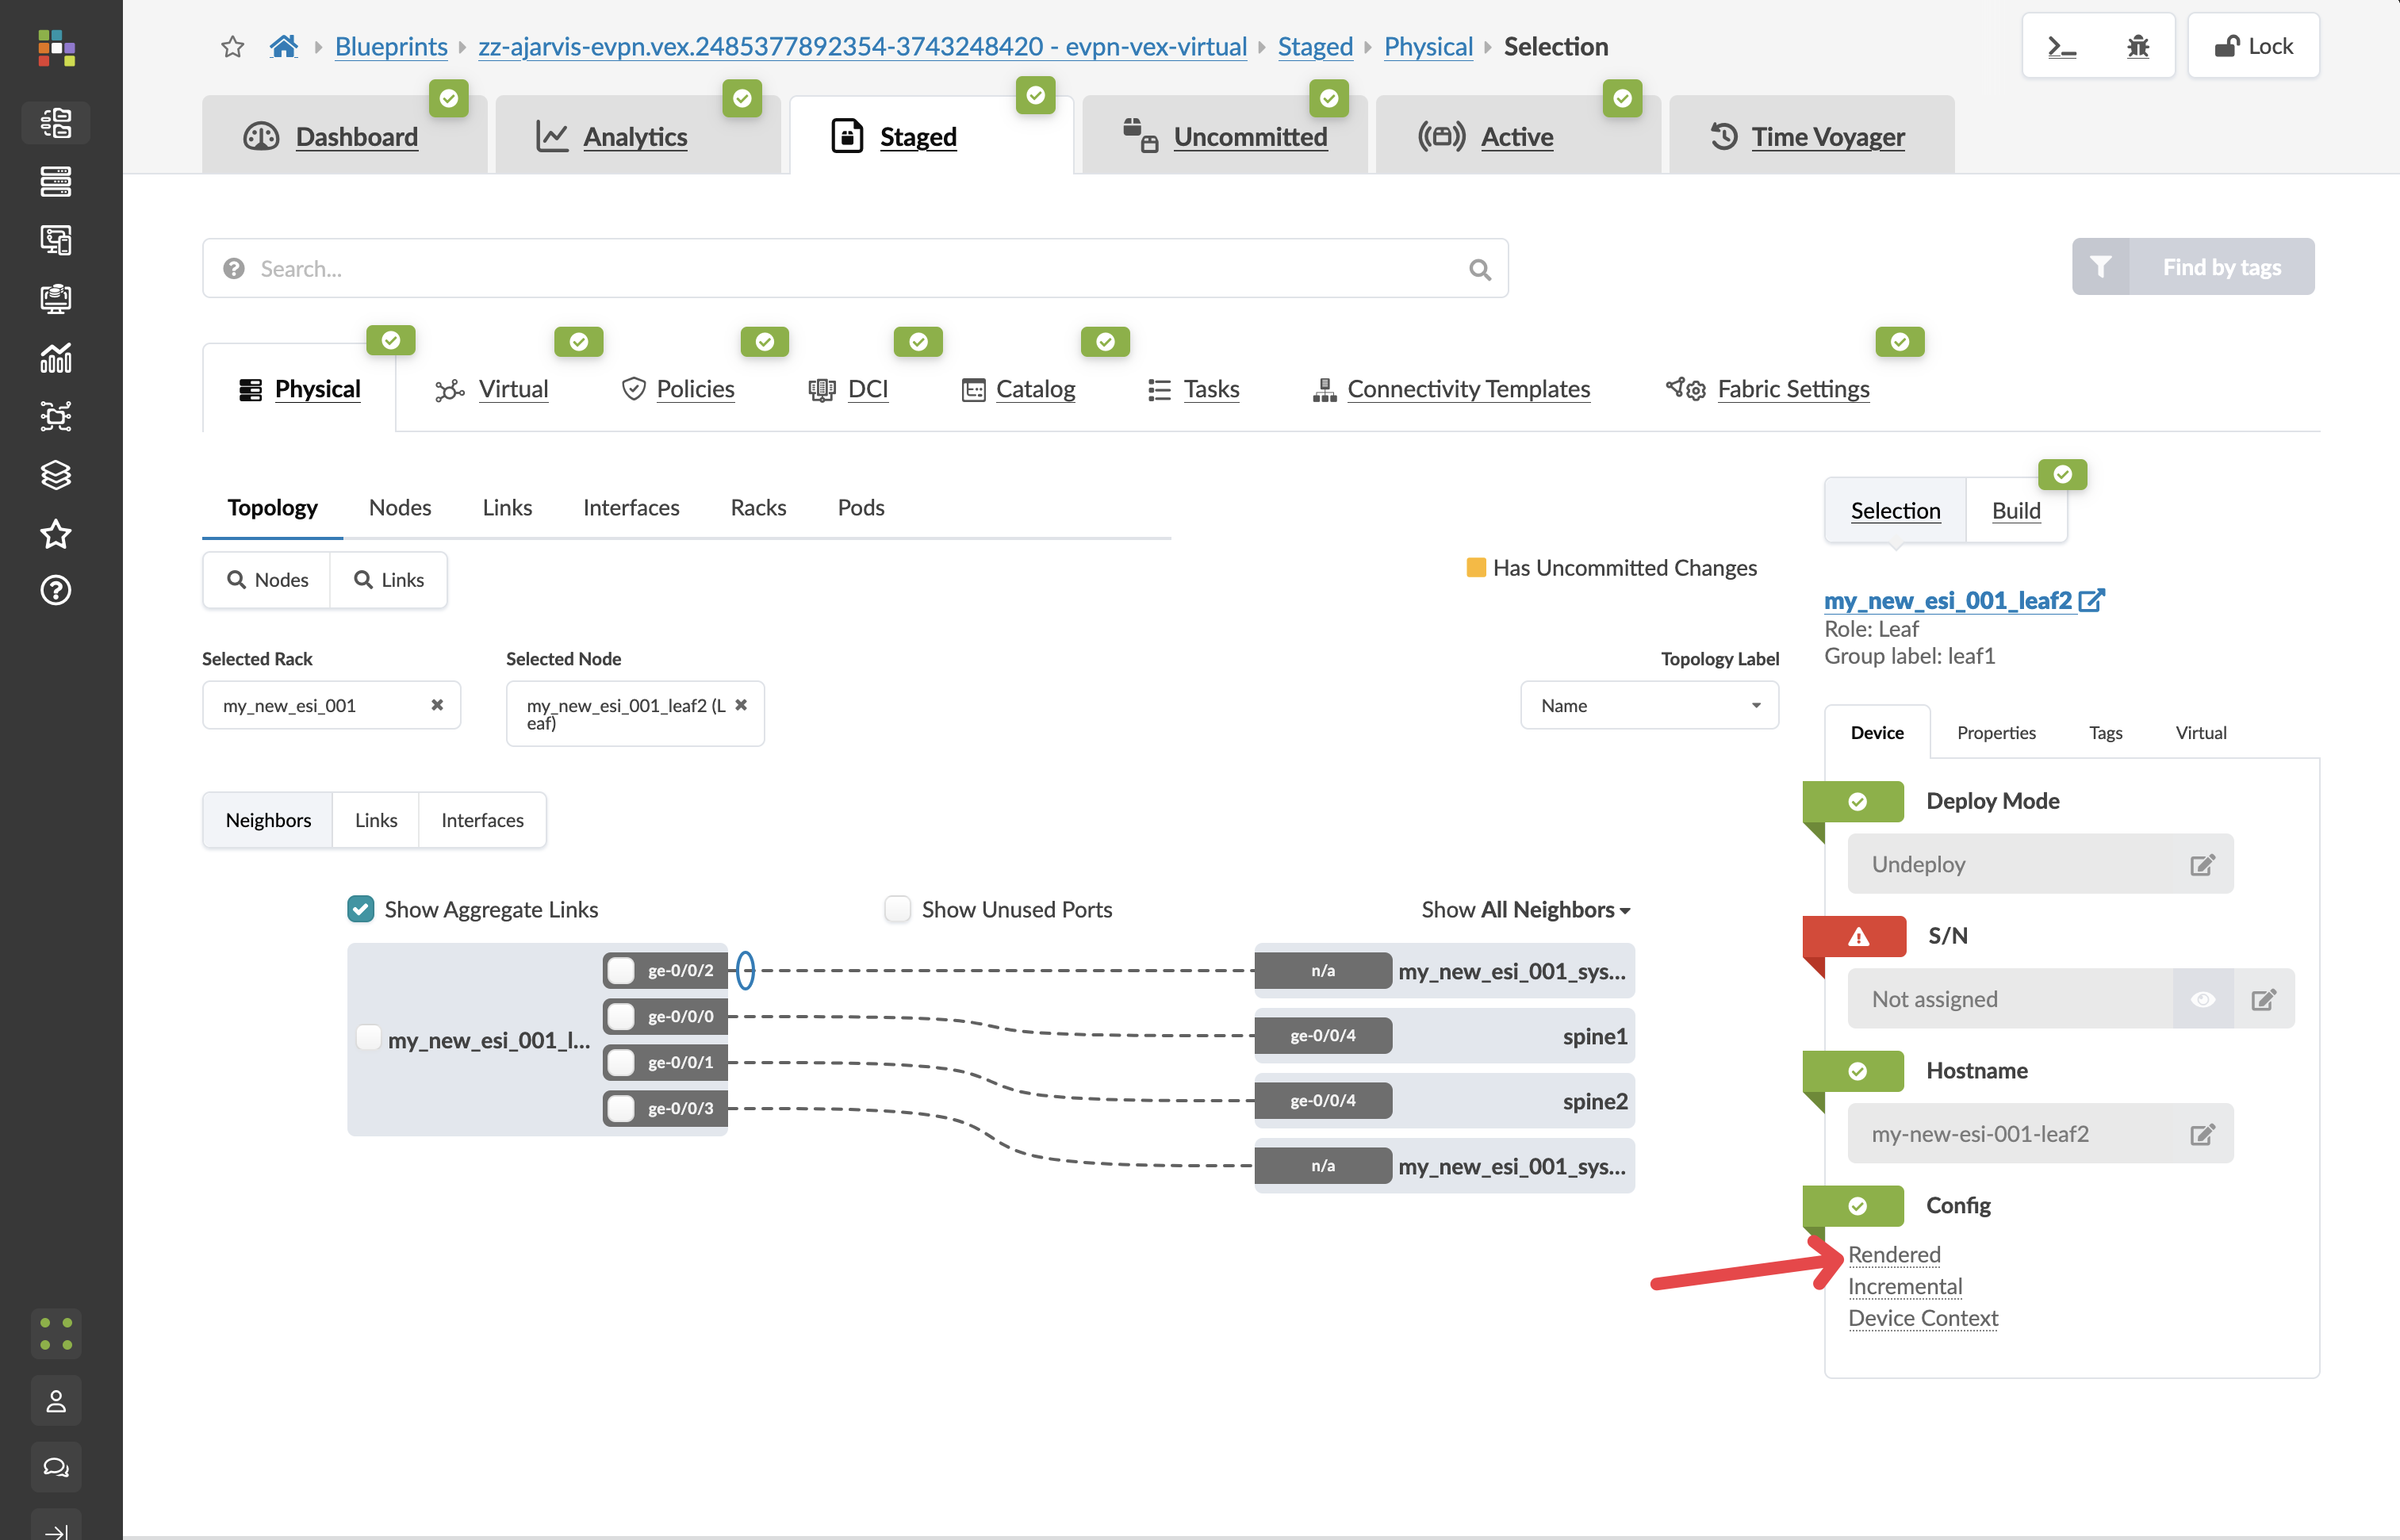 Blueprints
zz-ajarvis-evpn.vex.2485377892354-3743248420 - evpn-vex-virtual
Staged
Physical
Selection
Lock
Dashboard
Analytics
Staged
Uncommitted
Active
Time Voyager
Search...
Find by tags
Physical
Virtual
Policies
DCI
Catalog
Tasks
Connectivity Templates
Fabric Settings
Topology
Nodes
Links
Interfaces
Racks
Pods
Selection
Build
Nodes
Links
Has Uncommitted Changes
my_new_esi_001_leaf2
Role: Leaf
Group label: leaf1
Selected Rack
my_new_esi_001
Selected Node
my_new_esi_001_leaf2 (L
eaf)
Topology Label
Name
Device
Properties
Tags
Virtual
Neighbors
Links
Interfaces
Show Aggregate Links
Show Unused Ports
Show All Neighbors
my_new_esi_001_l...
ge-0/0/2
ge-0/0/0
ge-0/0/1
ge-0/0/3
n/a
my_new_esi_001_sys...
ge-0/0/4
spine1
ge-0/0/4
spine2
n/a
my_new_esi_001_sys...
Deploy Mode
Undeploy
S/N
Not assigned
Hostname
my-new-esi-001-leaf2
Config
Rendered
Incremental
Device Context